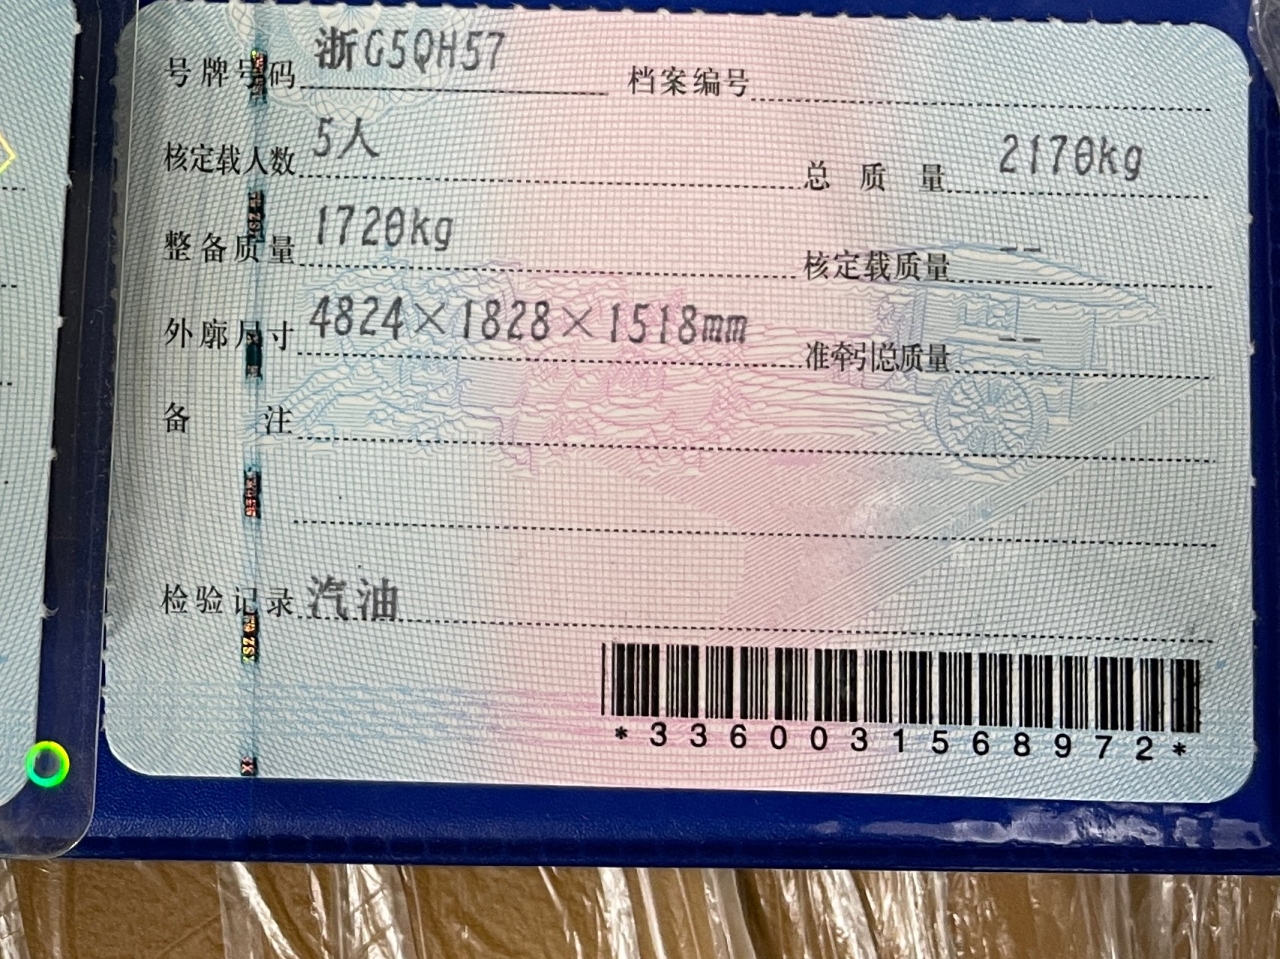 号牌号码 浙G5QH57 档案编号
核定载人数 5人 总质量 2170kg
整备质量 1720kg 核定载质量 --
外廓尺寸 4824×1828×1518mm 准牵引总质量 --
备注
检验记录 汽油
*3360031568972*